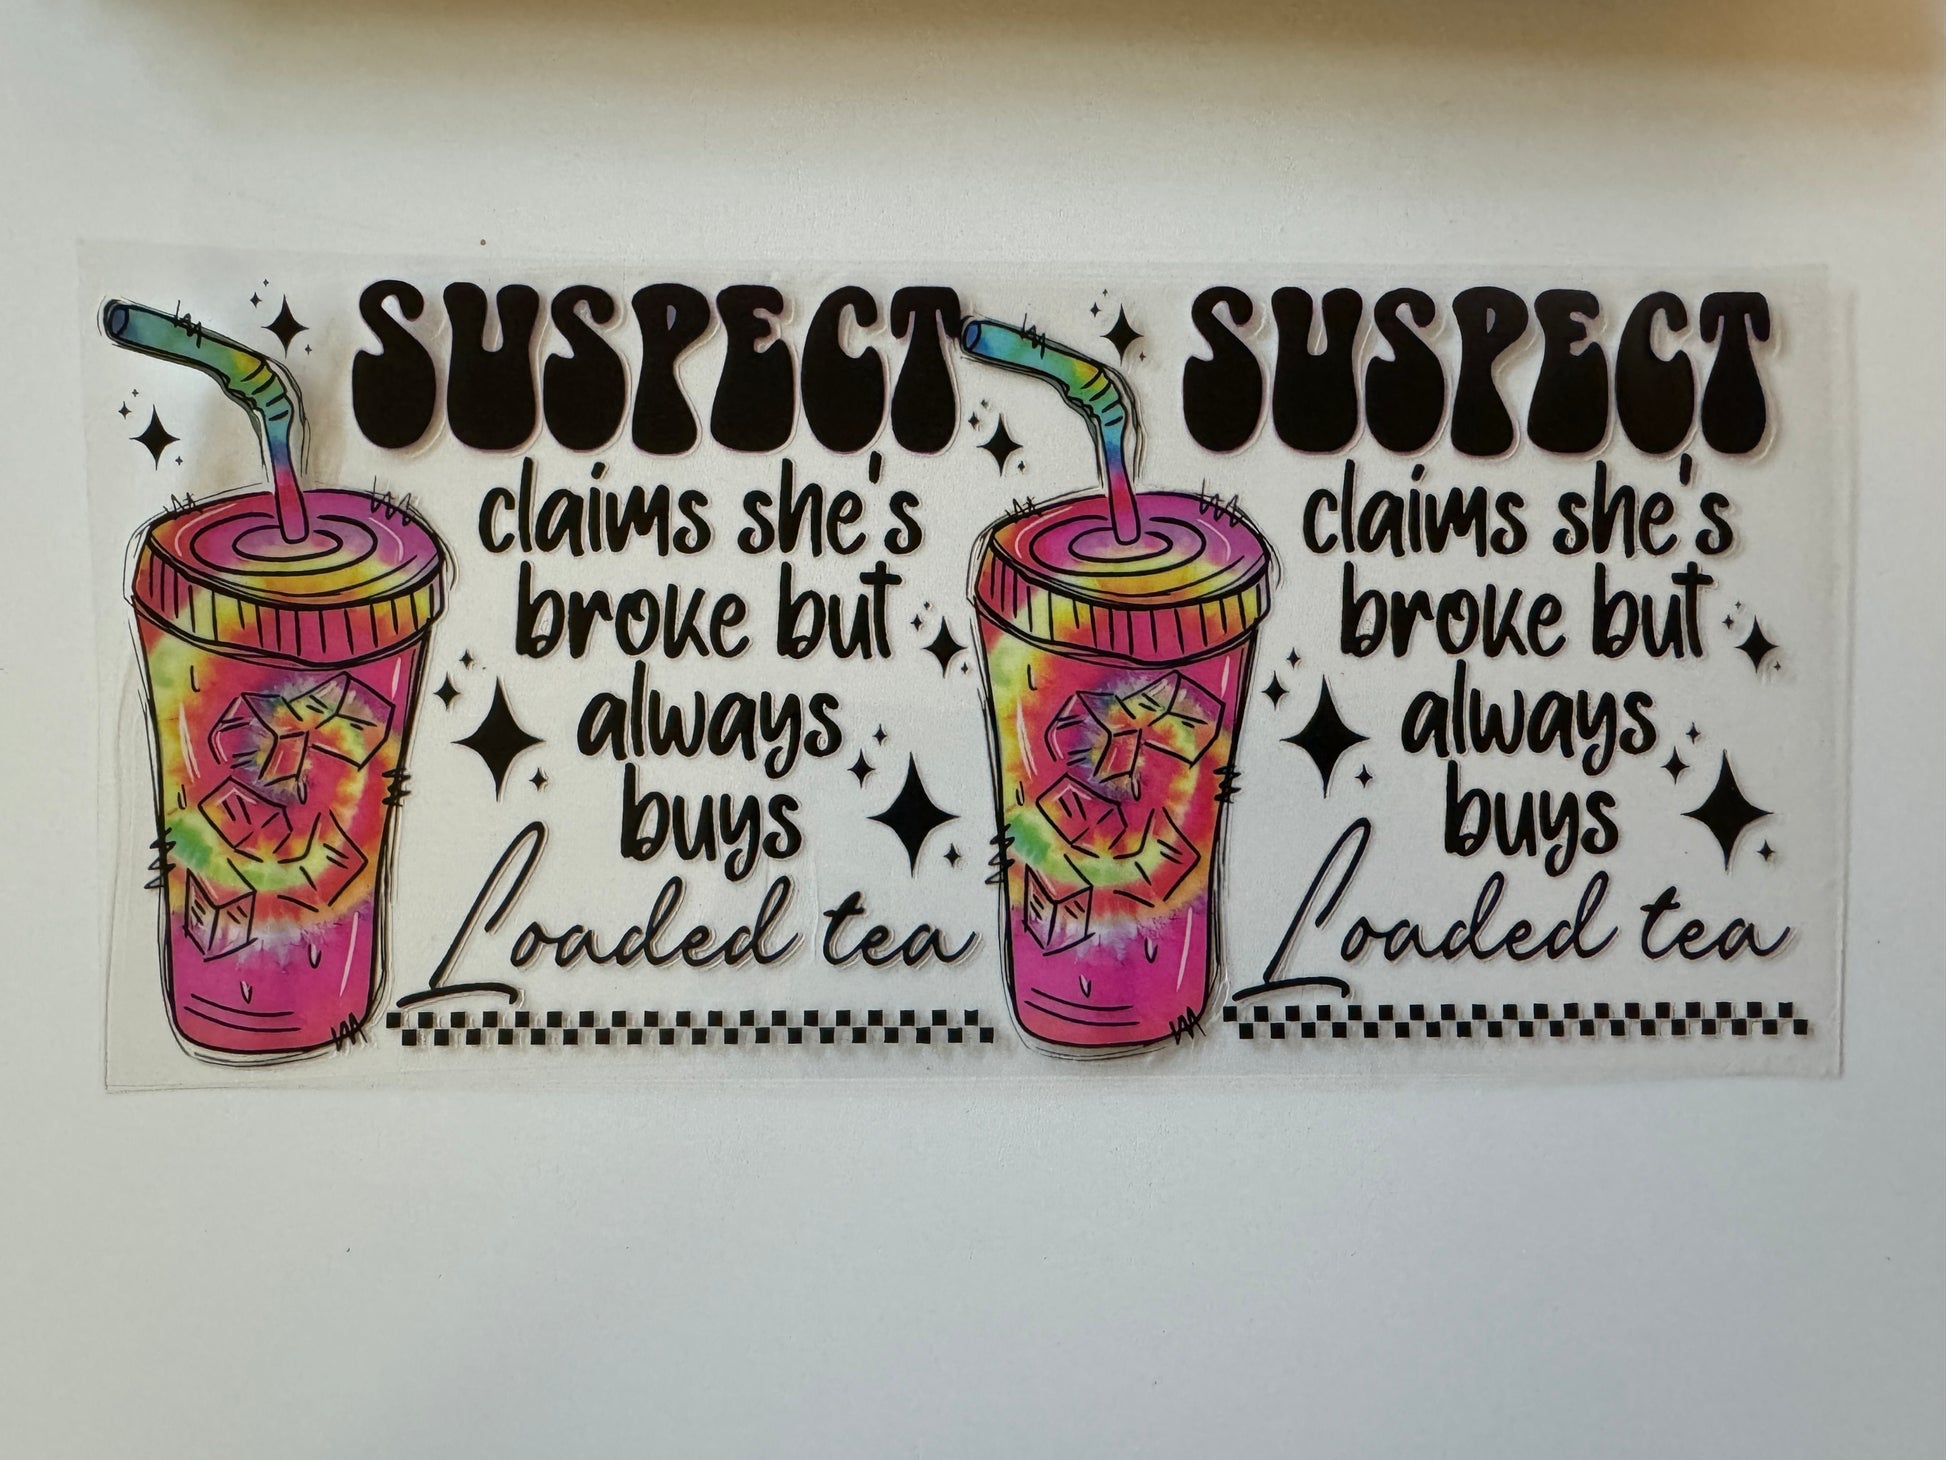 SUSPECT
claims she's
broke but
always
buys
Loaded tea
SUSPECT
claims she's
broke but
always
buys
Loaded tea